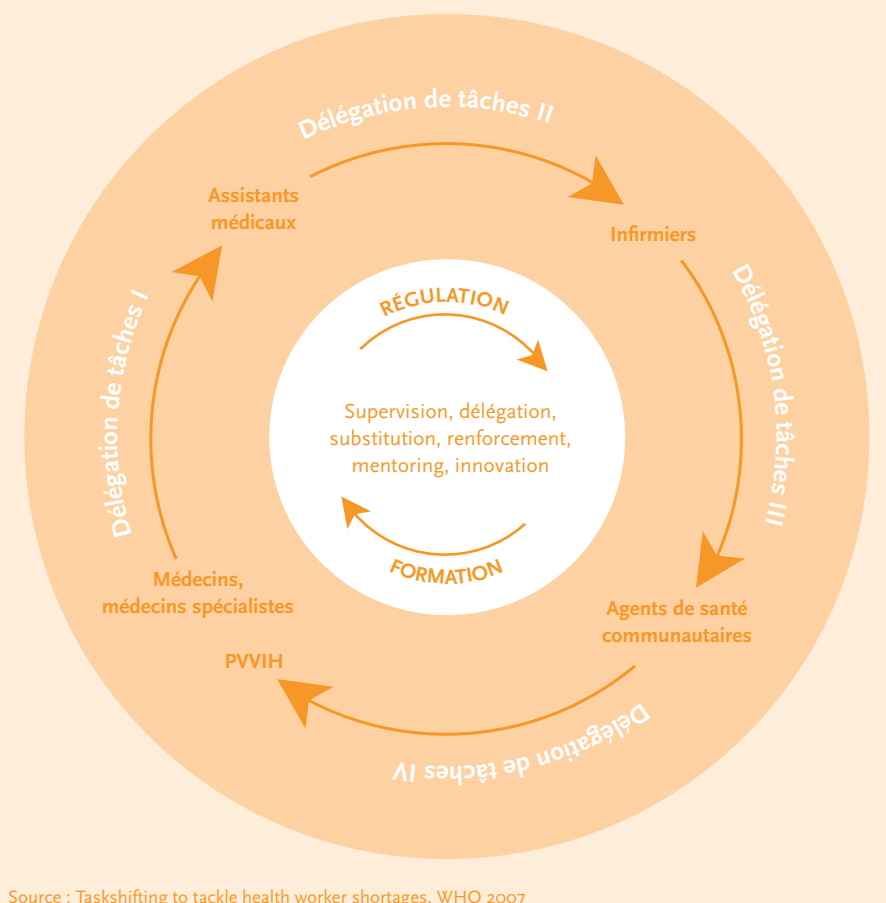 Délégation de tâches II
Assistants
médicaux
Infirmiers
Délégation de tâches I
Délégation de tâches III
RÉGULATION
Supervision, délégation,
substitution, renforcement,
mentoring, innovation
FORMATION
Médecins,
médecins spécialistes
Agents de santé
communautaires
PVVIH
Délégation de tâches IV
Source : Taskshifting to tackle health worker shortages, WHO 2007